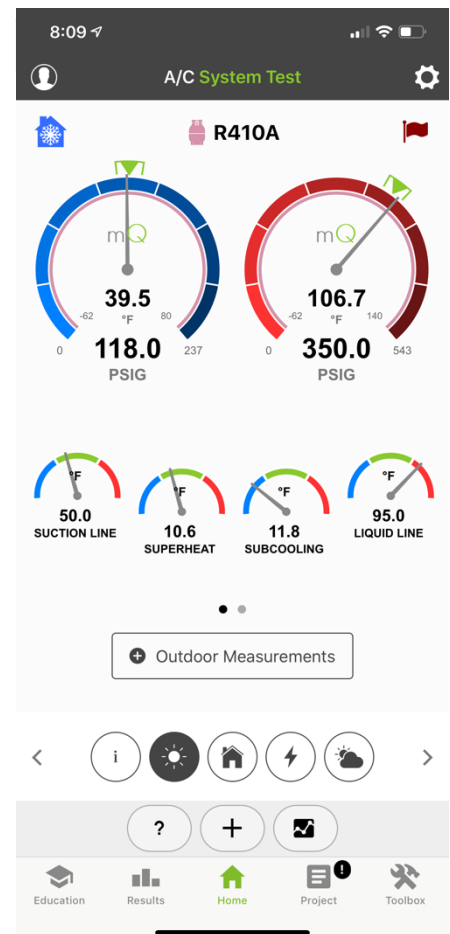 8:09
A/C System Test
R410A
mQ
39.5
-62 °F 80
0 118.0 237
PSIG
mQ
106.7
-62 °F 140
0 350.0 543
PSIG
°F
50.0
SUCTION LINE
°F
10.6
SUPERHEAT
°F
11.8
SUBCOOLING
°F
95.0
LIQUID LINE
Outdoor Measurements
i
?
+
!
Education
Results
Home
Project
Toolbox